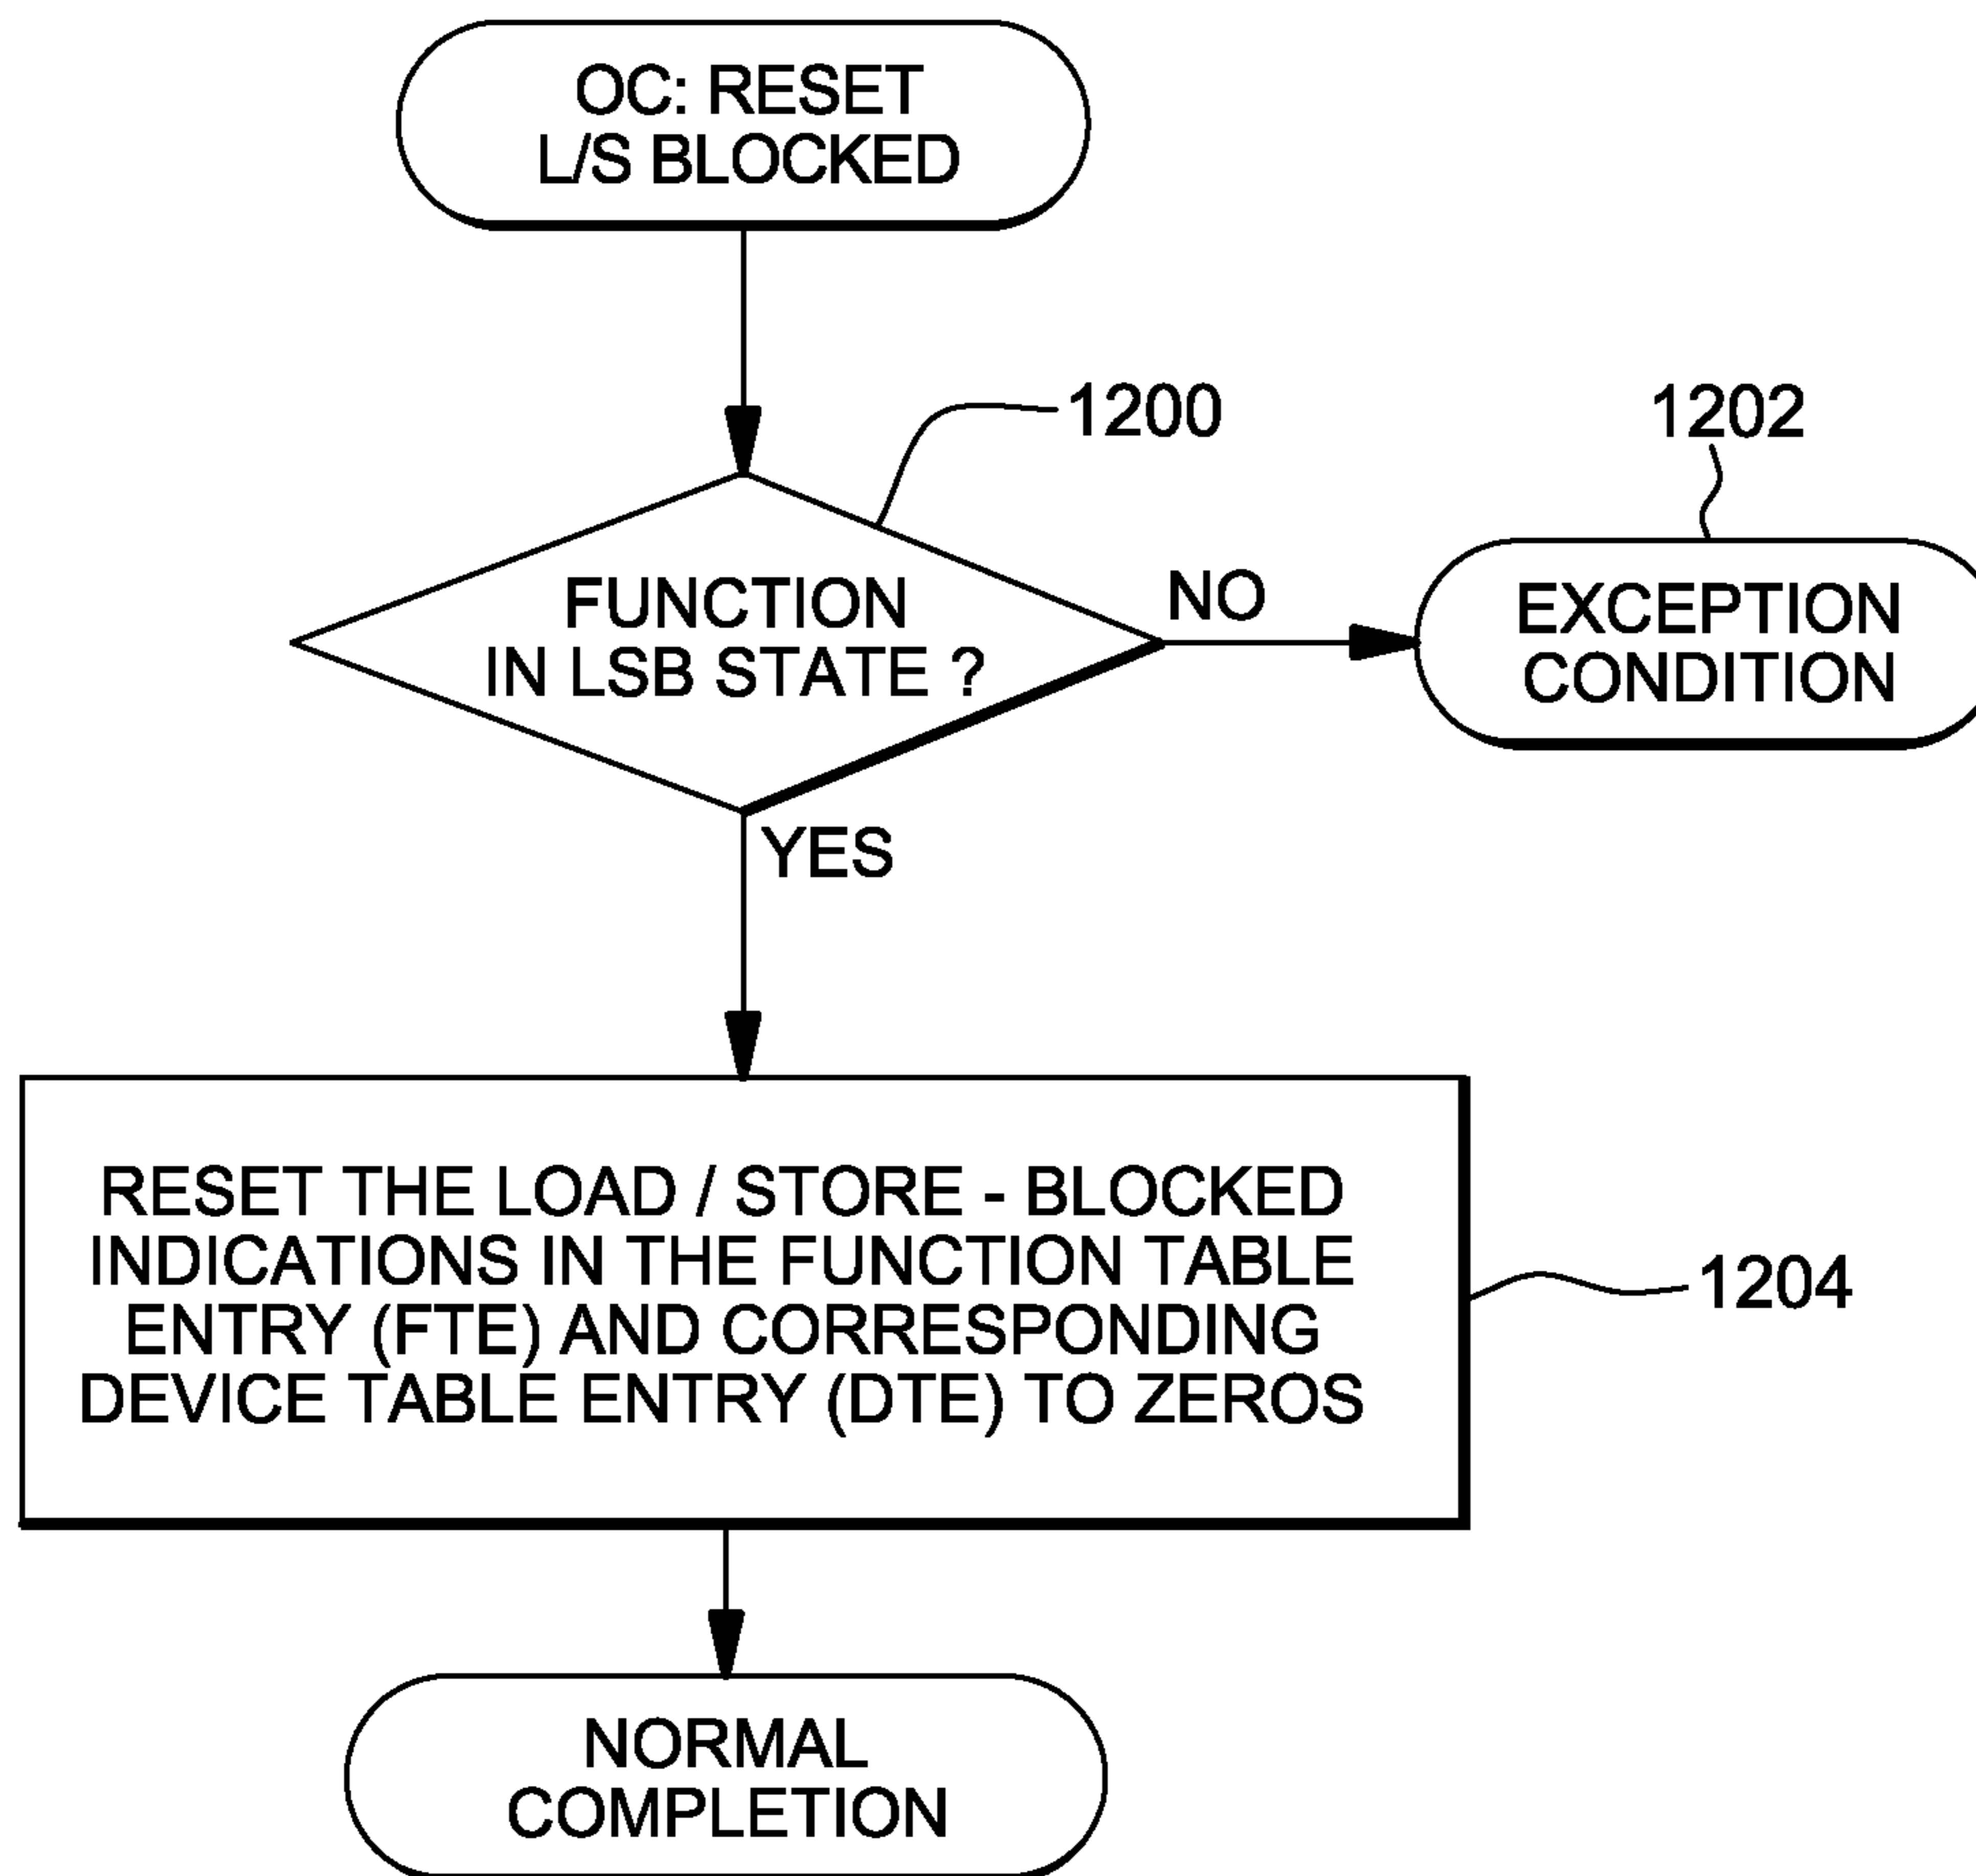 OC: RESET
L/S BLOCKED
1200
1202
FUNCTION
IN LSB STATE ?
NO
EXCEPTION
CONDITION
YES
RESET THE LOAD / STORE - BLOCKED
INDICATIONS IN THE FUNCTION TABLE
ENTRY (FTE) AND CORRESPONDING
DEVICE TABLE ENTRY (DTE) TO ZEROS
1204
NORMAL
COMPLETION